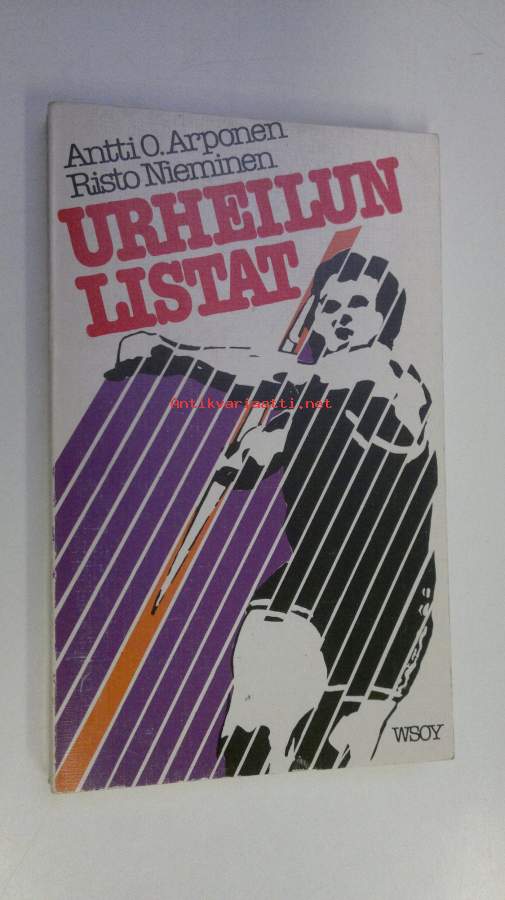 Antti O. Arponen
Risto Nieminen
URHEILUN
LISTAT
Antikvariaatti.net
WSOY